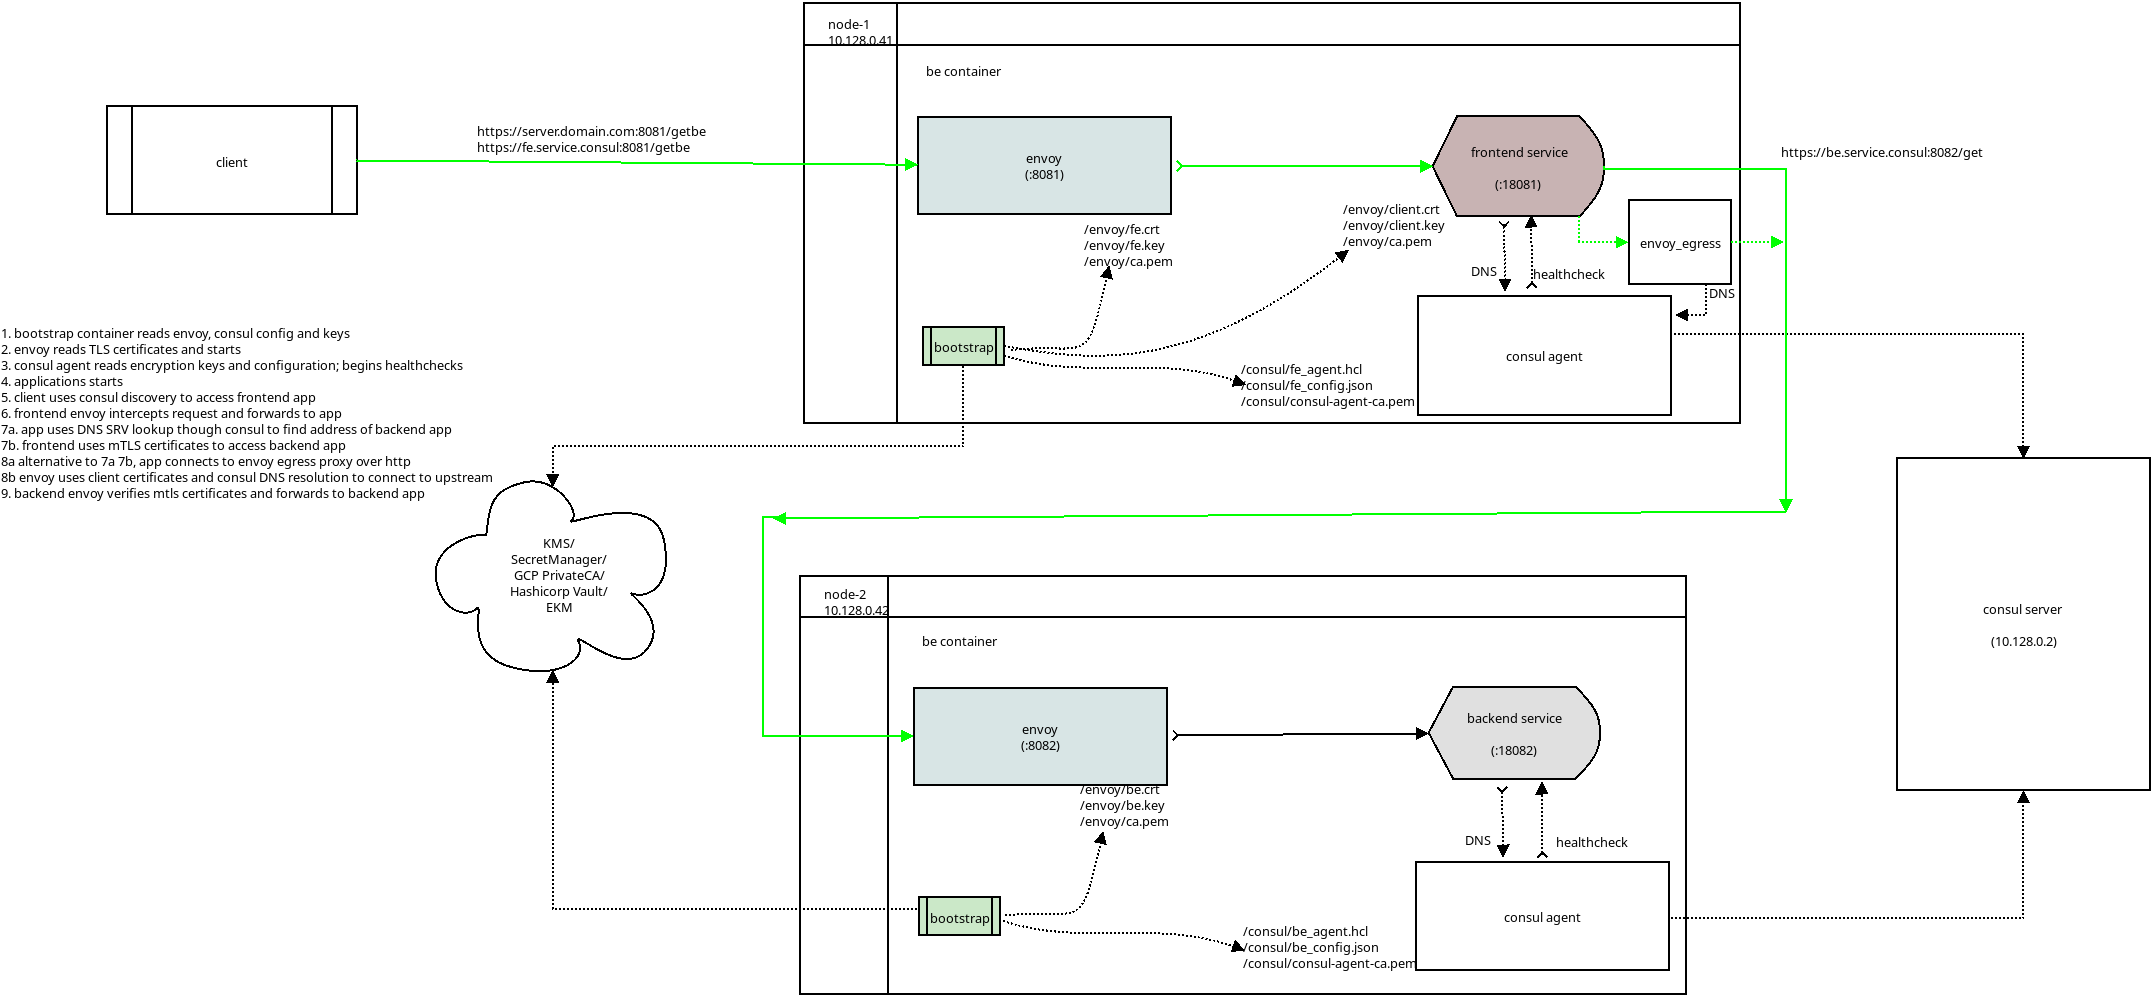 node-1
10.128.0.41
be container
client
https://server.domain.com:8081/getbe
https://fe.service.consul:8081/getbe
envoy
(:8081)
frontend service
(:18081)
https://be.service.consul:8082/get
/envoy/client.crt
/envoy/client.key
/envoy/ca.pem
/envoy/fe.crt
/envoy/fe.key
/envoy/ca.pem
envoy_egress
DNS
healthcheck
DNS
bootstrap
consul agent
/consul/fe_agent.hcl
/consul/fe_config.json
/consul/consul-agent-ca.pem
1. bootstrap container reads envoy, consul config and keys
2. envoy reads TLS certificates and starts
3. consul agent reads encryption keys and configuration; begins healthchecks
4. applications starts
5. client uses consul discovery to access frontend app
6. frontend envoy intercepts request and forwards to app
7a. app uses DNS SRV lookup though consul to find address of backend app
7b. frontend uses mTLS certificates to access backend app
8a alternative to 7a 7b, app connects to envoy egress proxy over http
8b envoy uses client certificates and consul DNS resolution to connect to upstream
9. backend envoy verifies mtls certificates and forwards to backend app
KMS/
SecretManager/
GCP PrivateCA/
Hashicorp Vault/
EKM
node-2
10.128.0.42
be container
consul server
(10.128.0.2)
envoy
(:8082)
backend service
(:18082)
/envoy/be.crt
/envoy/be.key
/envoy/ca.pem
DNS
healthcheck
bootstrap
consul agent
/consul/be_agent.hcl
/consul/be_config.json
/consul/consul-agent-ca.pem